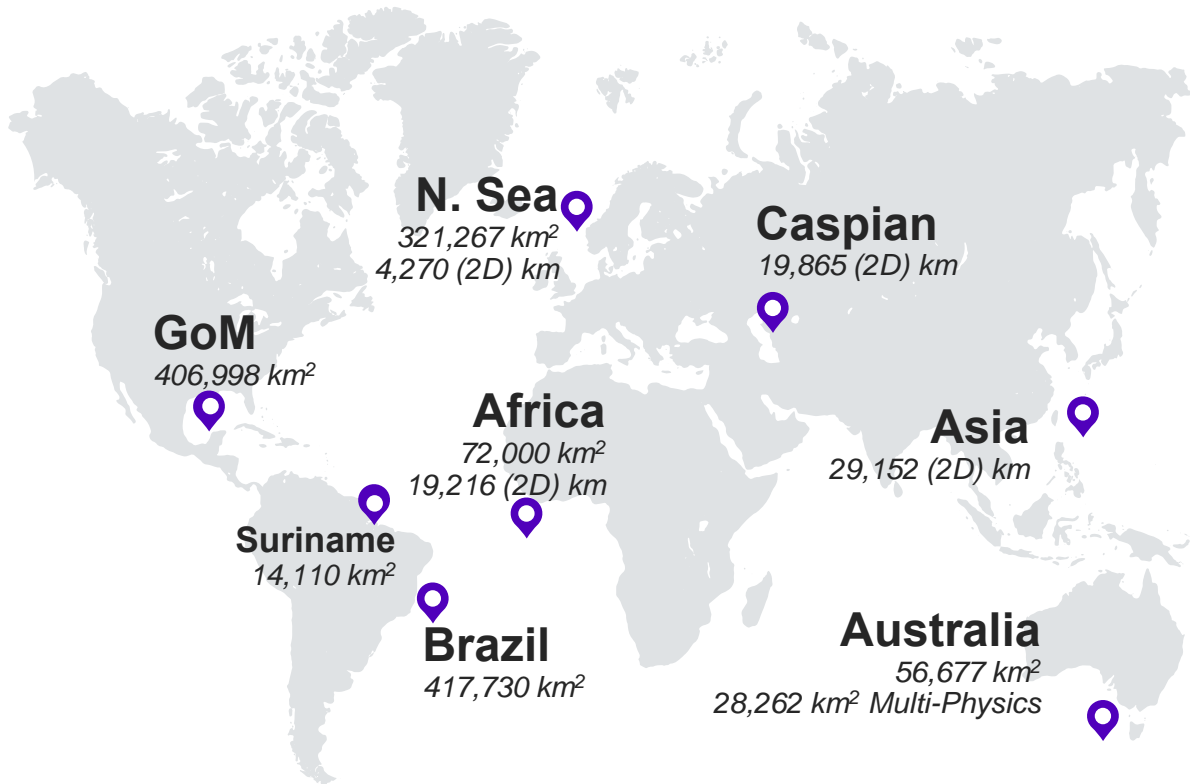 N. Sea
321,267 km²
4,270 (2D) km
Caspian
19,865 (2D) km
GoM
406,998 km²
Africa
72,000 km²
19,216 (2D) km
Asia
29,152 (2D) km
Suriname
14,110 km²
Brazil
417,730 km²
Australia
56,677 km²
28,262 km² Multi-Physics